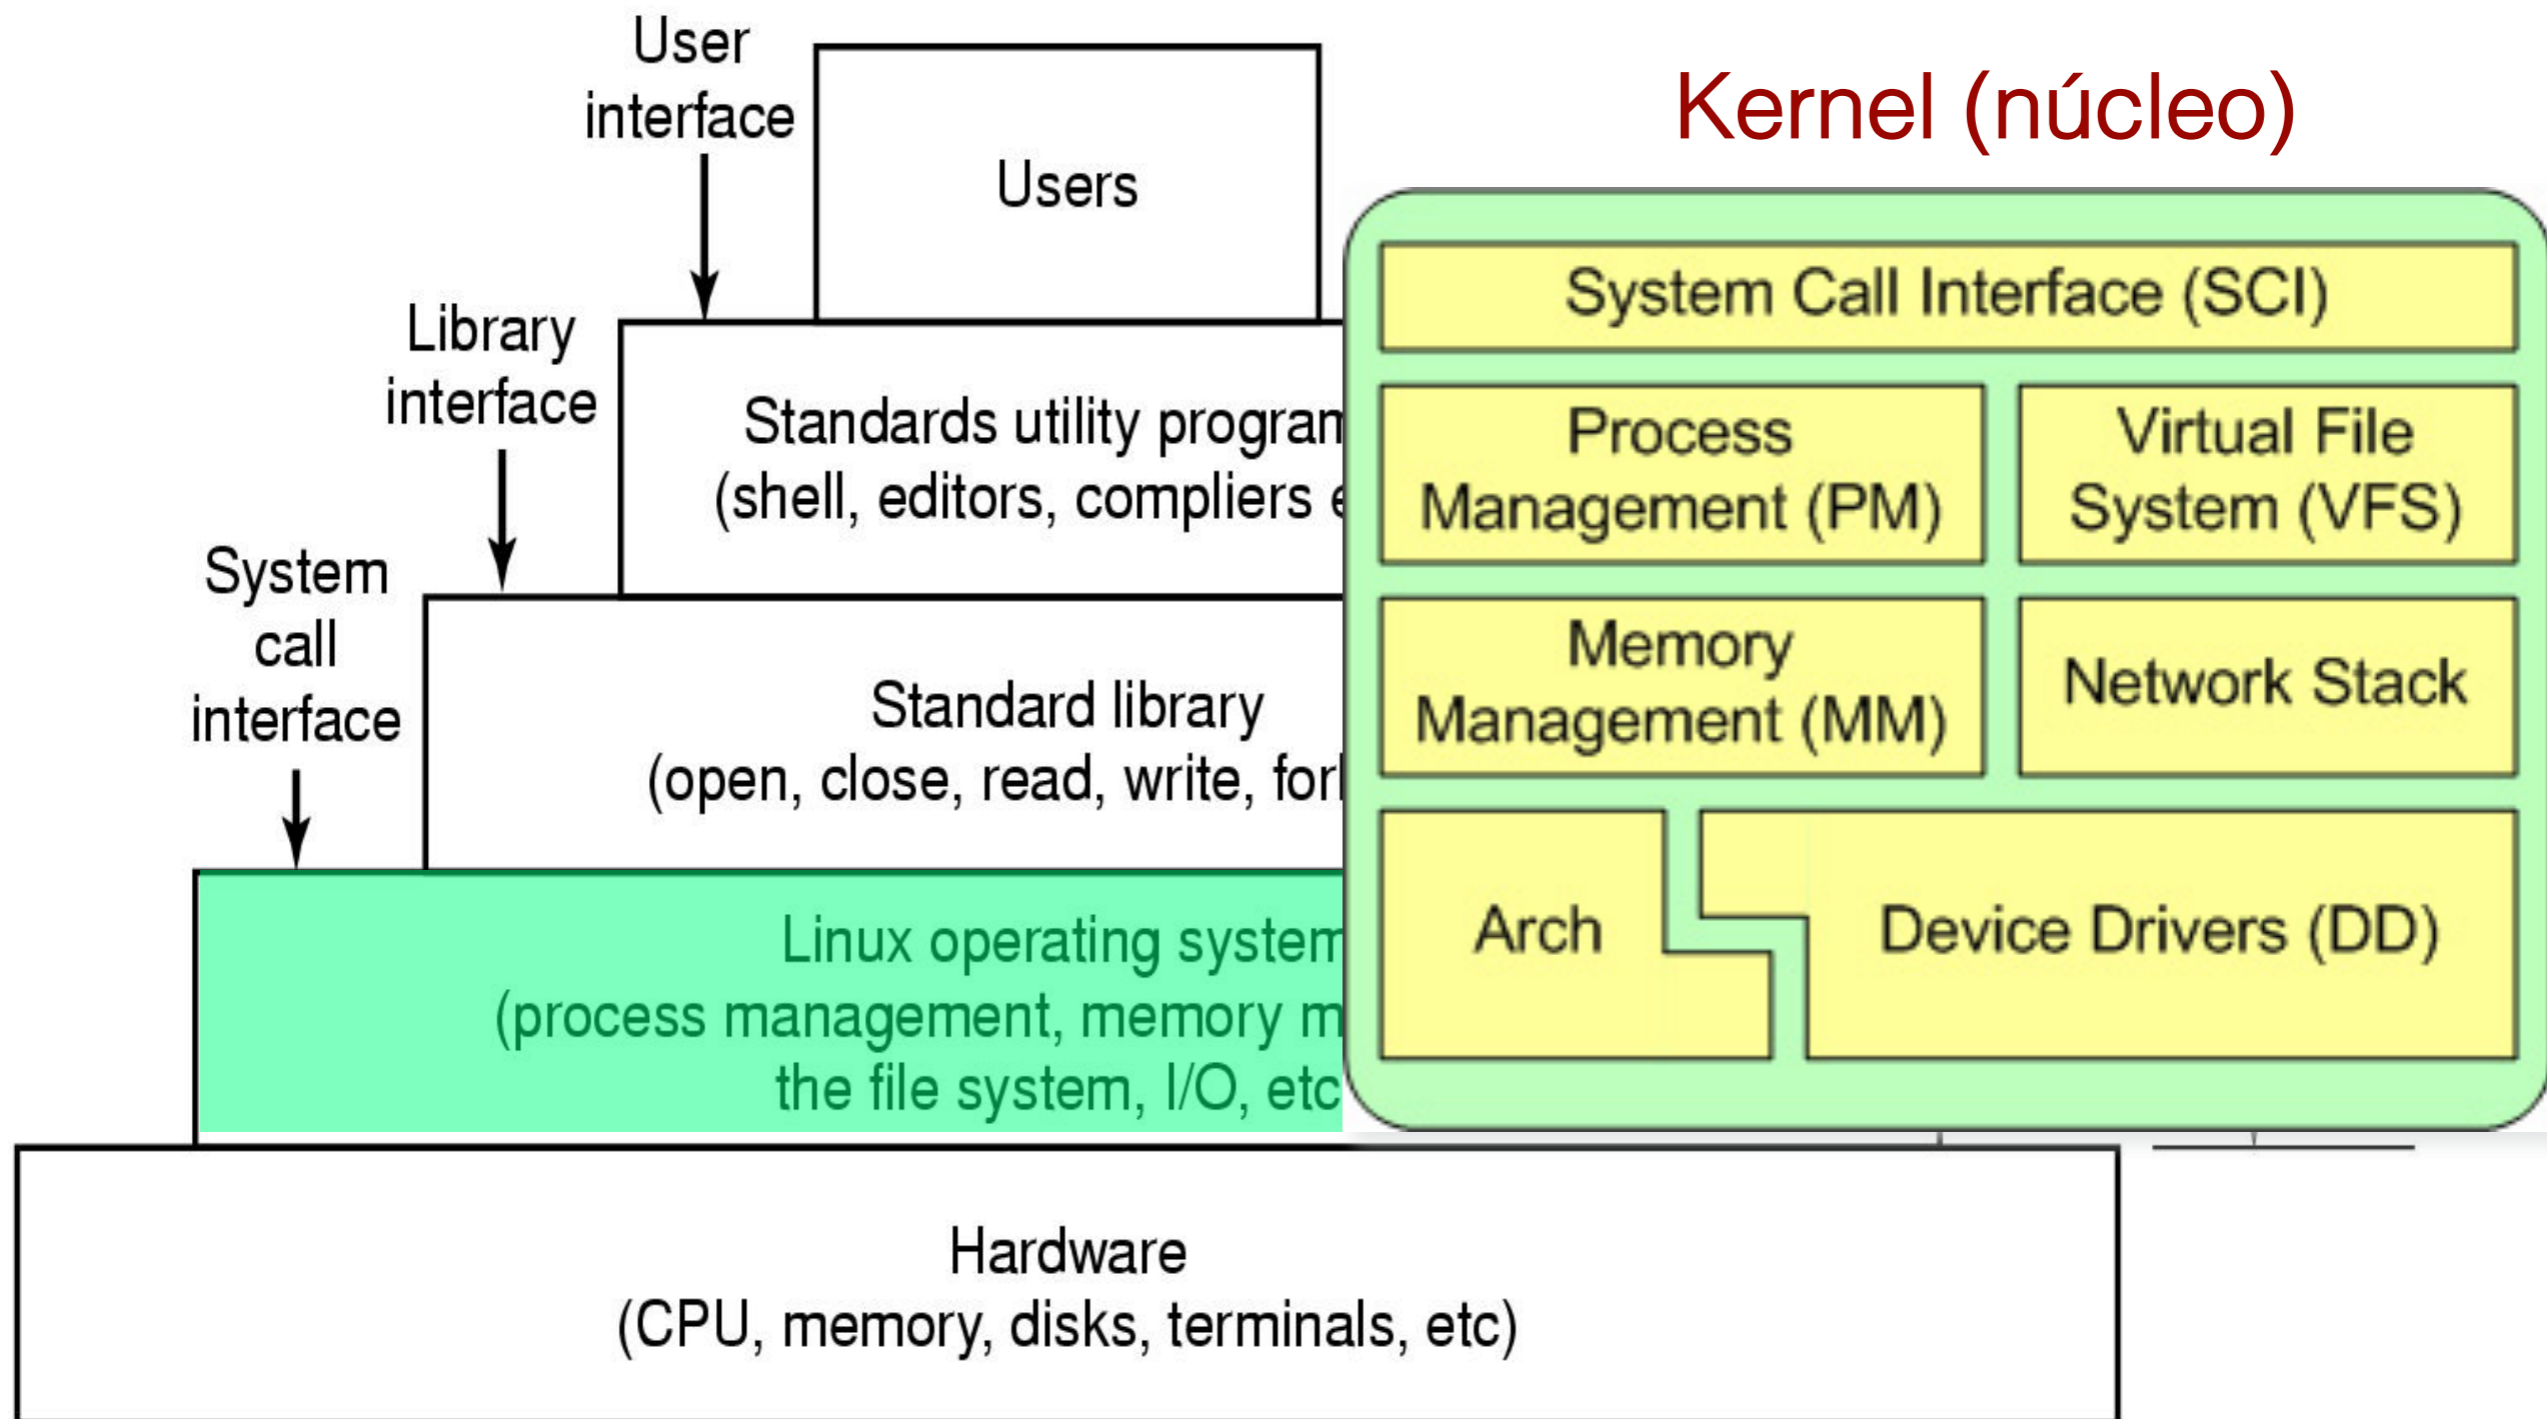 User
interface
Users
Library
interface
Standards utility program
(shell, editors, compliers
System
call
interface
Standard library
(open, close, read, write,
Linux operating system
(process management, memory
the file system, I/O, etc
Hardware
(CPU, memory, disks, terminals, etc)
Kernel (núcleo)
System Call Interface (SCI)
Process
Management (PM)
Virtual File
System (VFS)
Memory
Management (MM)
Network Stack
Arch
Device Drivers (DD)